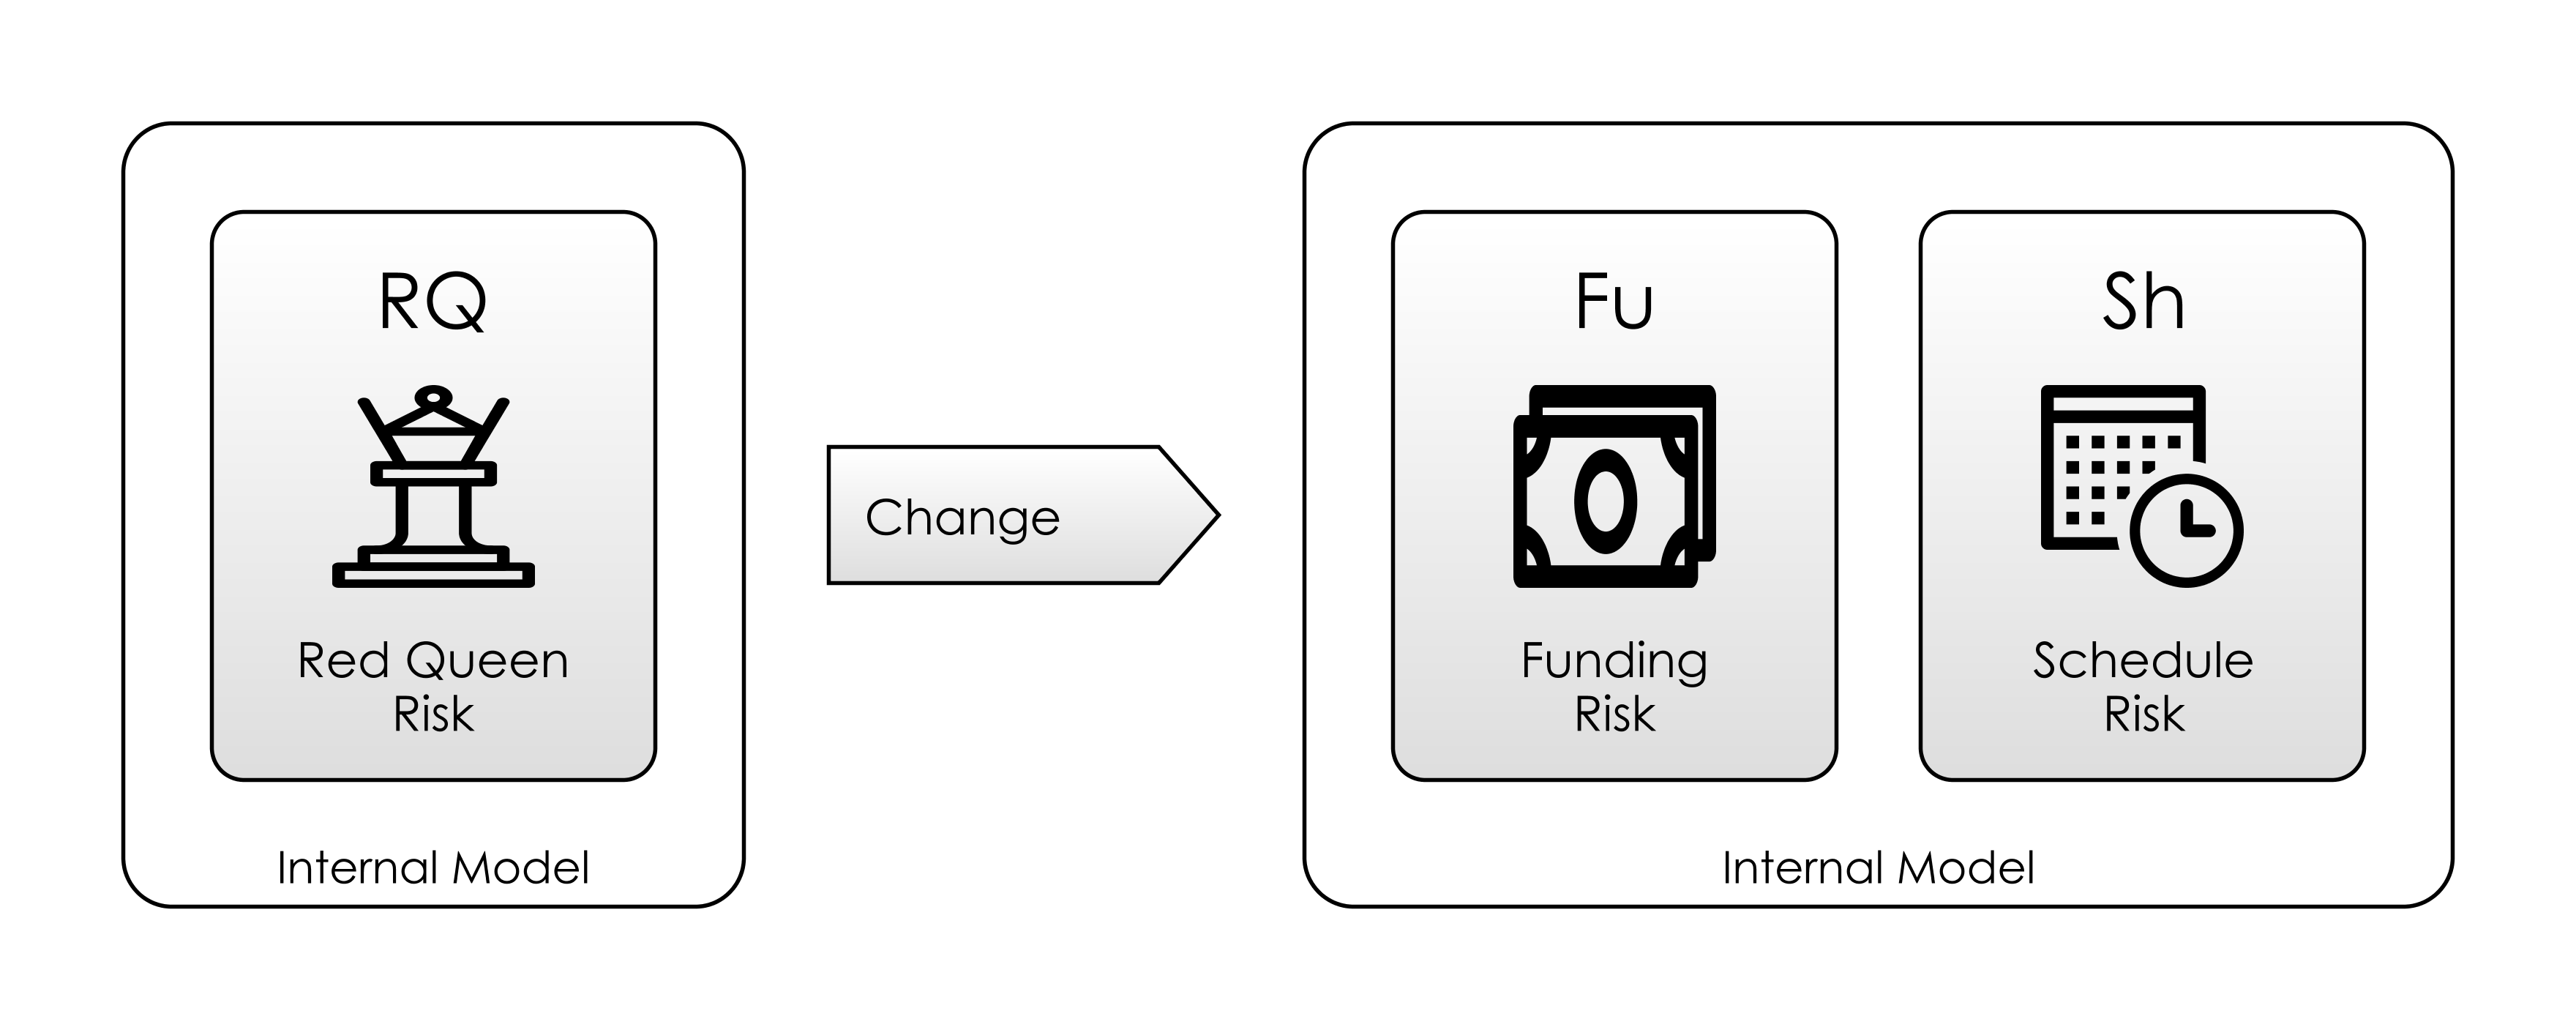 RQ
Red Queen
Risk
Internal Model
Change
Fu
Funding
Risk
Sh
Schedule
Risk
Internal Model